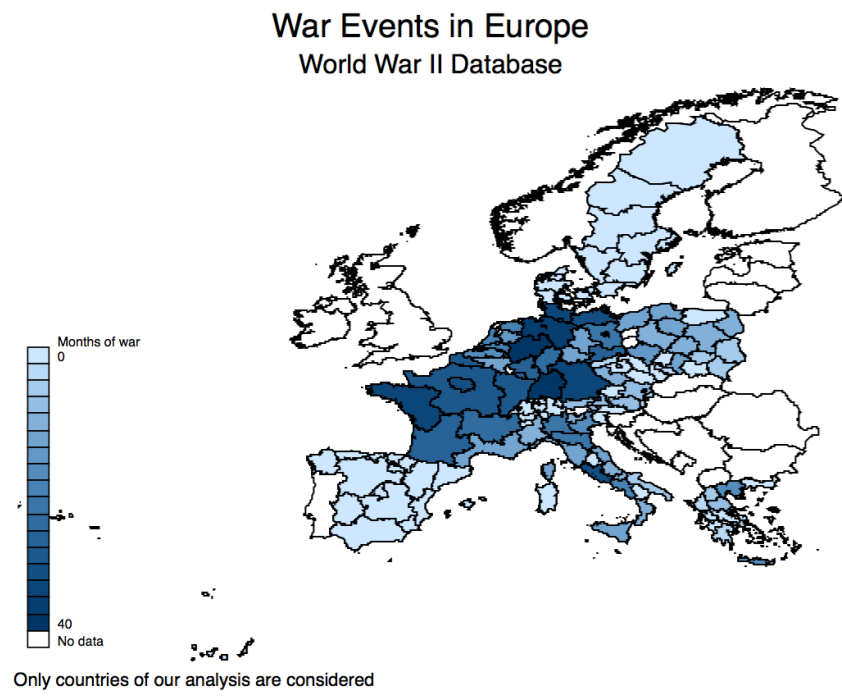 War Events in Europe
World War II Database
Months of war
0
40
No data
Only countries of our analysis are considered